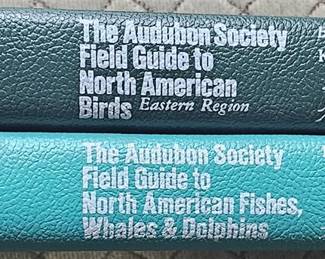 The Audubon Society
Field Guide to
North American
Birds Eastern Region
The Audubon Society
Field Guide to
North American Fishes,
Whales & Dolphins